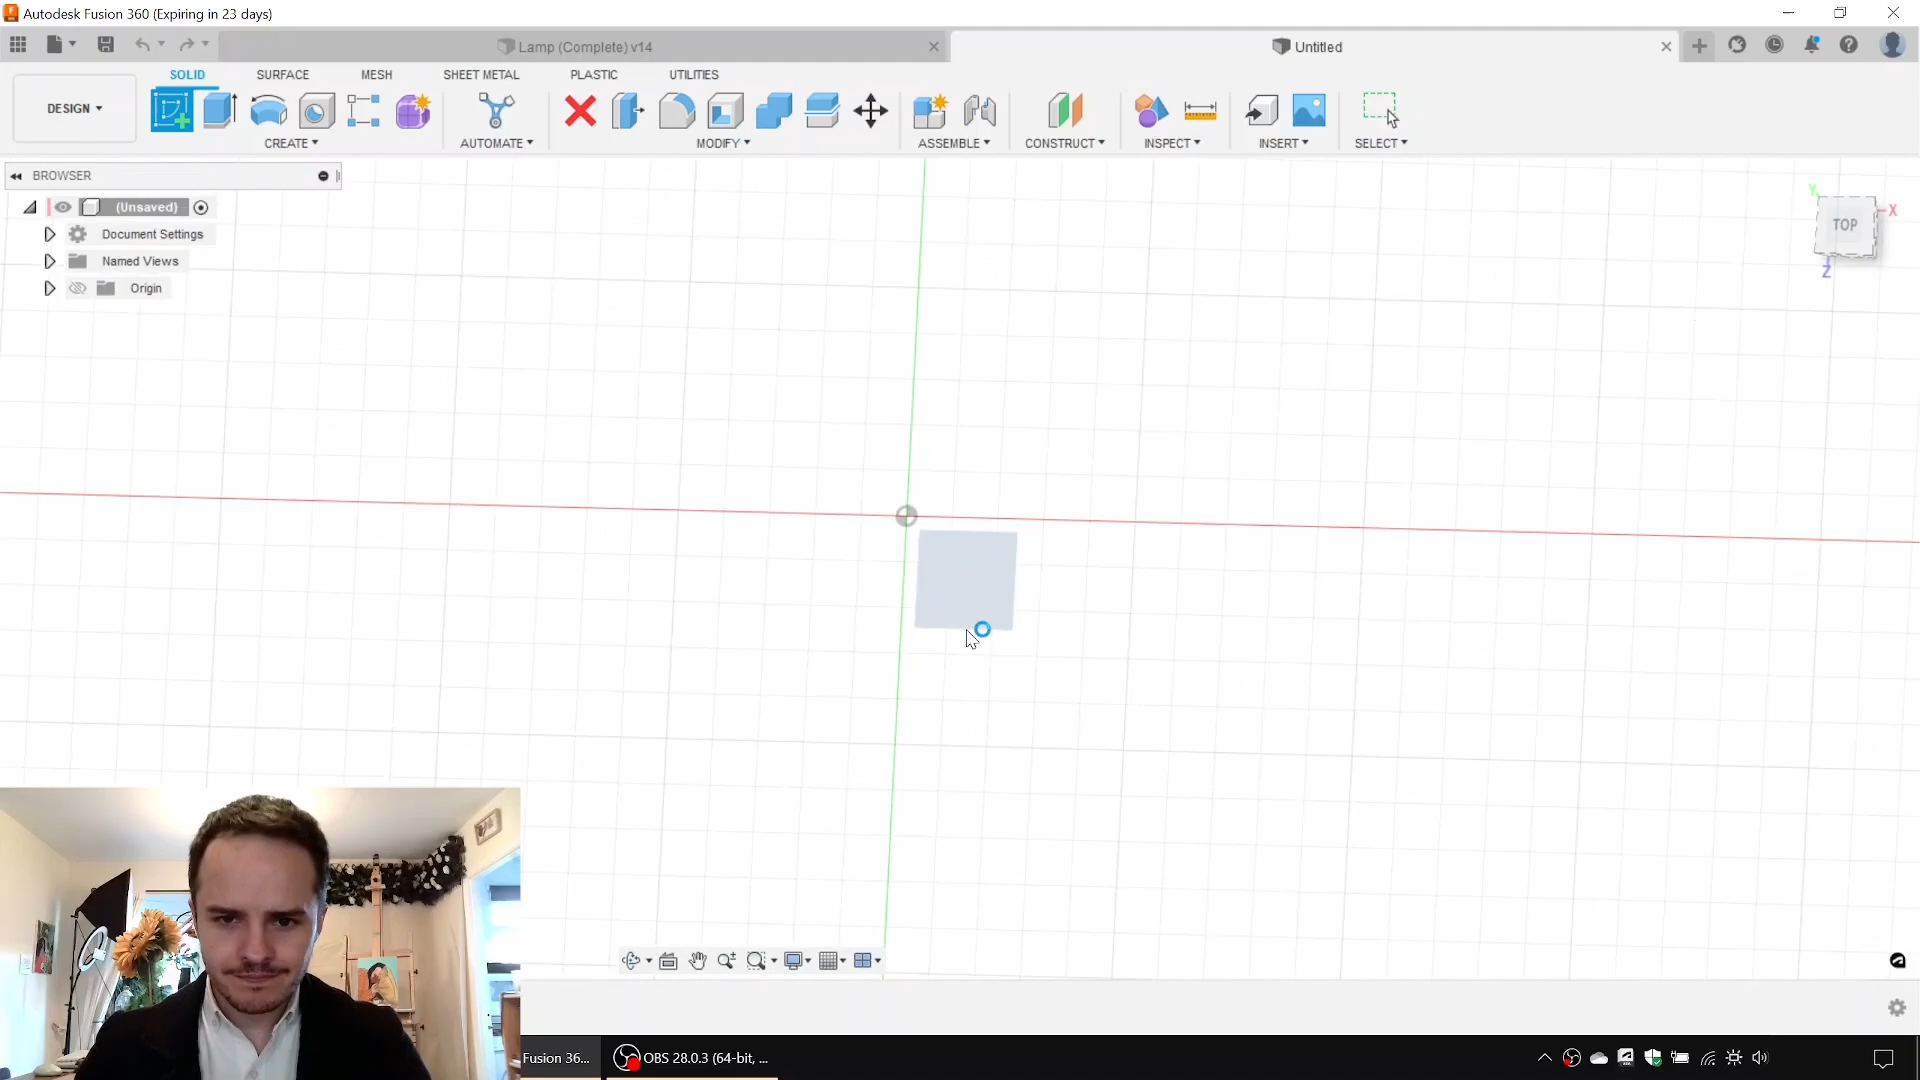 Autodesk Fusion 360 (Expiring in 23 days)
Lamp (Complete) v14
Untitled
SOLID
SURFACE
MESH
SHEET METAL
PLASTIC
UTILITIES
DESIGN
CREATE
AUTOMATE
MODIFY
ASSEMBLE
CONSTRUCT
INSPECT
INSERT
SELECT
BROWSER
(Unsaved)
Document Settings
Named Views
Origin
Y
X
TOP
Z
Fusion 36...
OBS 28.0.3 (64-bit, ...